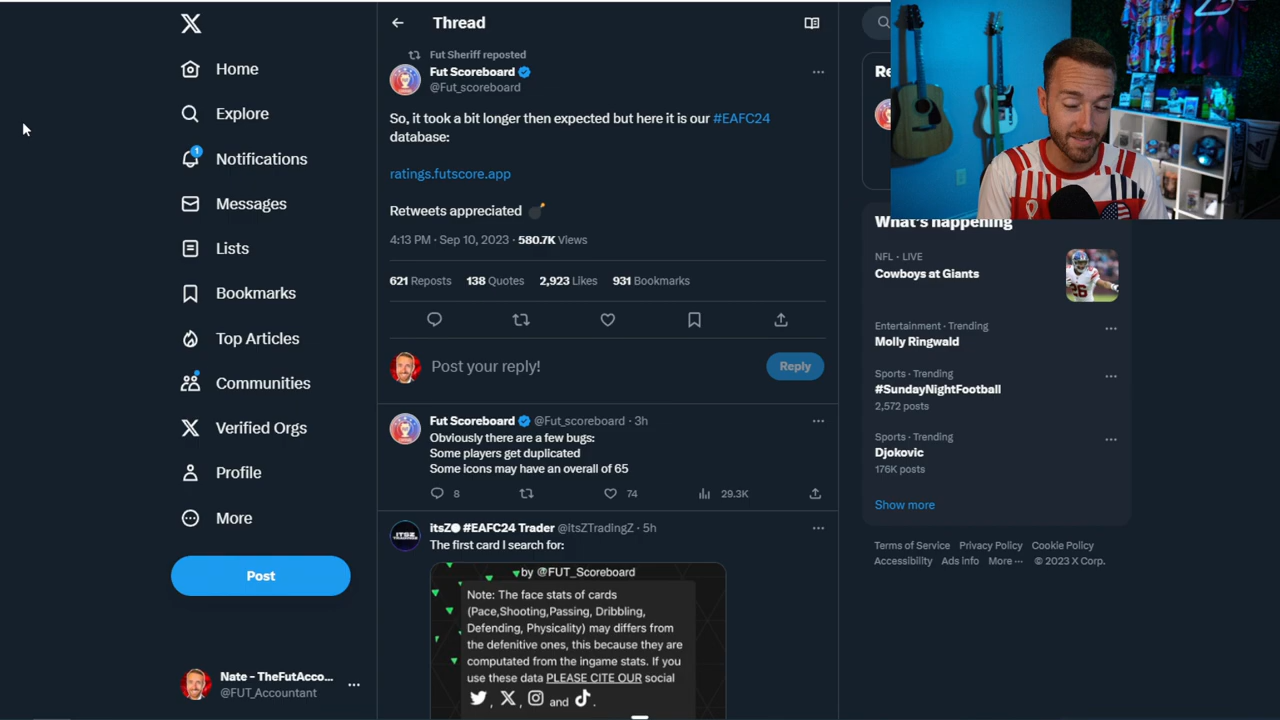 Home
Explore
1
Notifications
Messages
Lists
Bookmarks
Top Articles
Communities
Verified Orgs
Profile
More
Post
Nate - TheFutAcco...
@FUT_Accountant
Thread
Fut Sheriff reposted
Fut Scoreboard
@Fut_scoreboard
So, it took a bit longer then expected but here it is our #EAFC24
database:
ratings.futscore.app
Retweets appreciated
4:13 PM · Sep 10, 2023 · 580.7K Views
621 Reposts 138 Quotes 2,923 Likes 931 Bookmarks
Post your reply!
Reply
Fut Scoreboard @Fut_scoreboard · 3h
Obviously there are a few bugs:
Some players get duplicated
Some icons may have an overall of 65
8 74 29.3K
itsZ #EAFC24 Trader @itsZTradingZ · 5h
The first card I search for:
by @FUT_Scoreboard
Note: The face stats of cards
(Pace,Shooting,Passing, Dribbling,
Defending, Physicality) may differs from
the defenitive ones, this because they are
computated from the ingame stats. If you
use these data PLEASE CITE OUR social
, , and .
Re
What's happening
NFL · LIVE
Cowboys at Giants
Entertainment · Trending
Molly Ringwald
Sports · Trending
#SundayNightFootball
2,572 posts
Sports · Trending
Djokovic
176K posts
Show more
Terms of Service Privacy Policy Cookie Policy
Accessibility Ads info More ··· © 2023 X Corp.